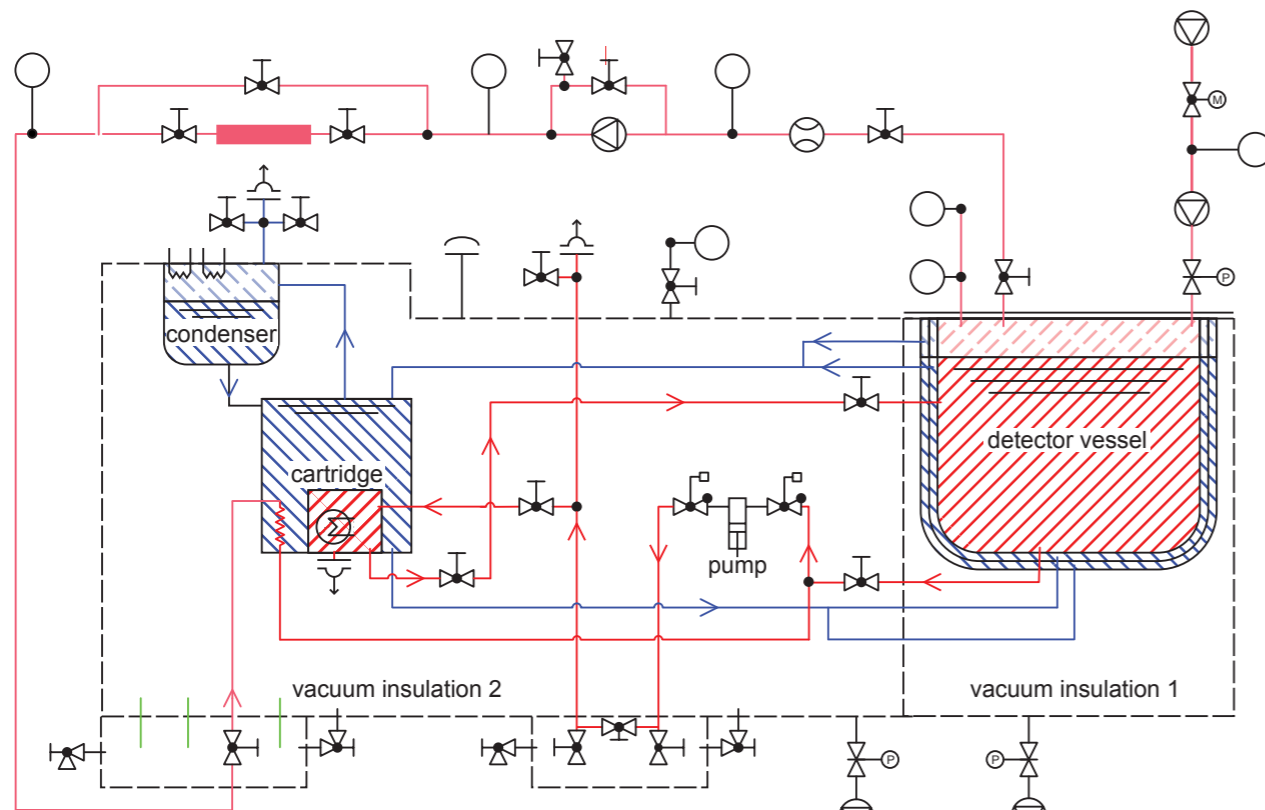 M
P
condenser
detector vessel
cartridge
pump
vacuum insulation 2
vacuum insulation 1
P
P